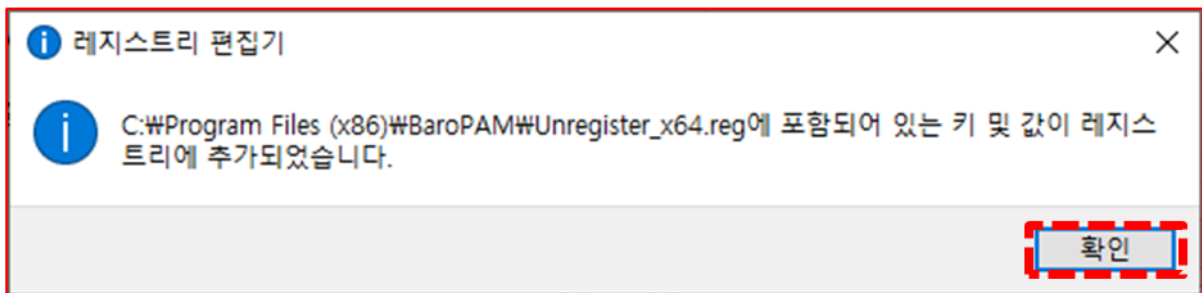 레지스트리 편집기
C:₩Program Files (x86)₩BaroPAM₩Unregister_x64.reg에 포함되어 있는 키 및 값이 레지스
트리에 추가되었습니다.
확인